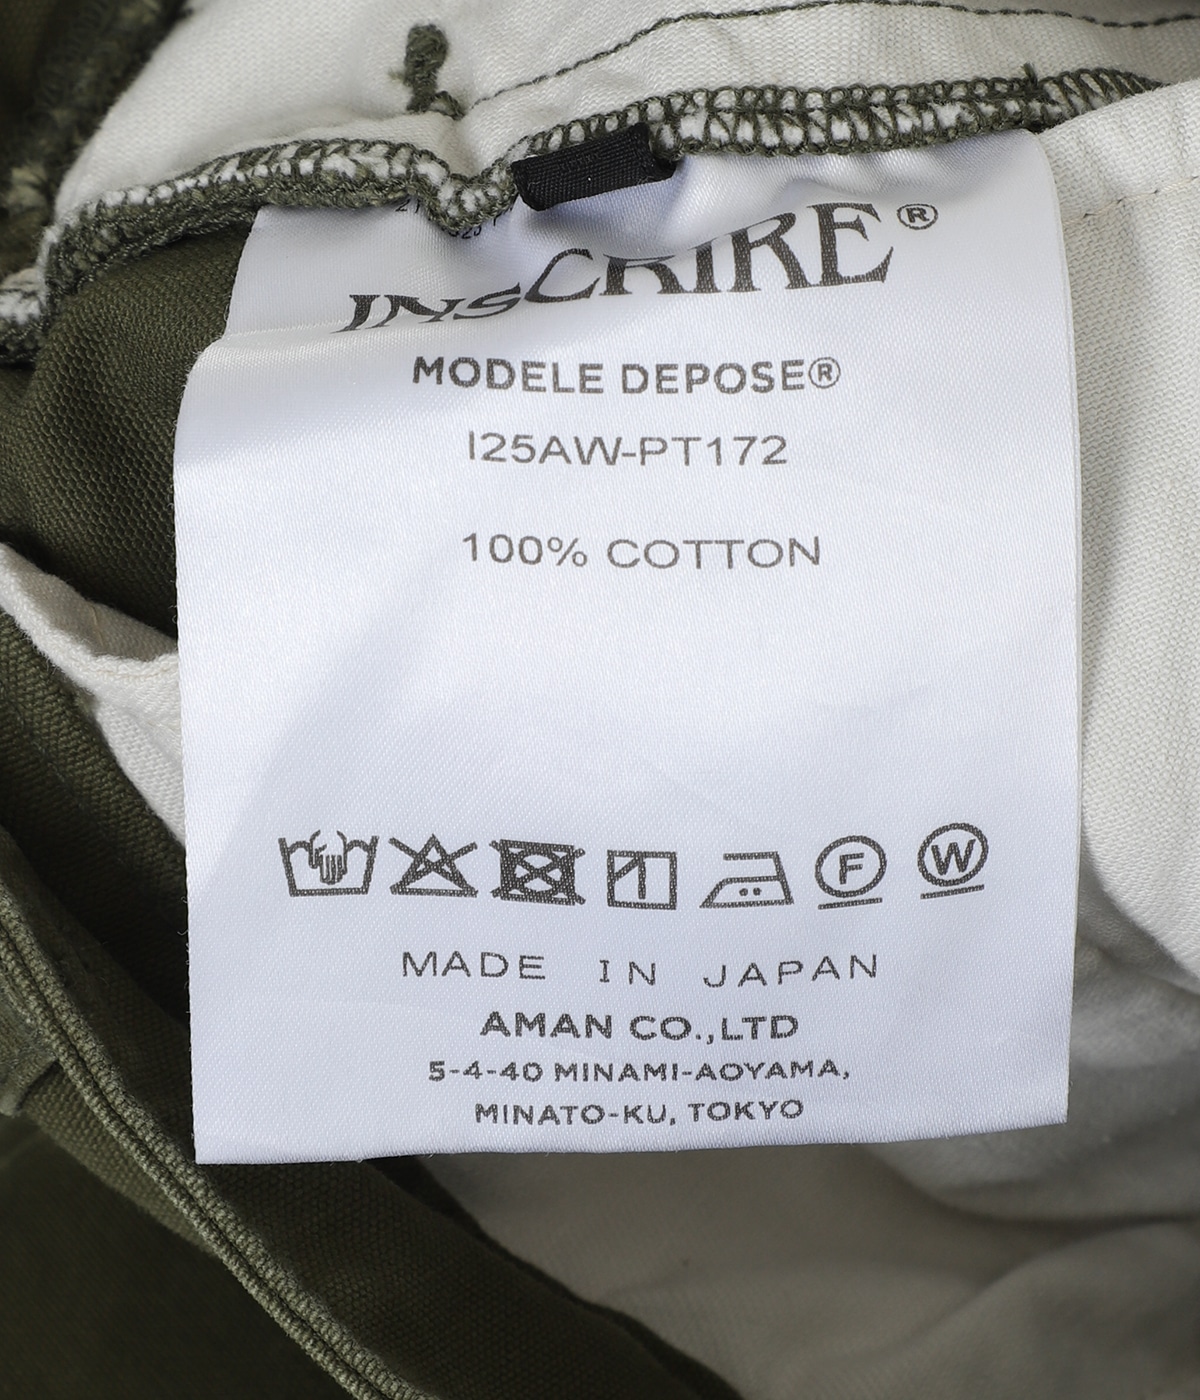 INSCRIRE®
MODELE DEPOSE®
I25AW-PT172
100% COTTON
F W
MADE IN JAPAN
AMAN CO.,LTD
5-4-40 MINAMI-AOYAMA,
MINATO-KU, TOKYO